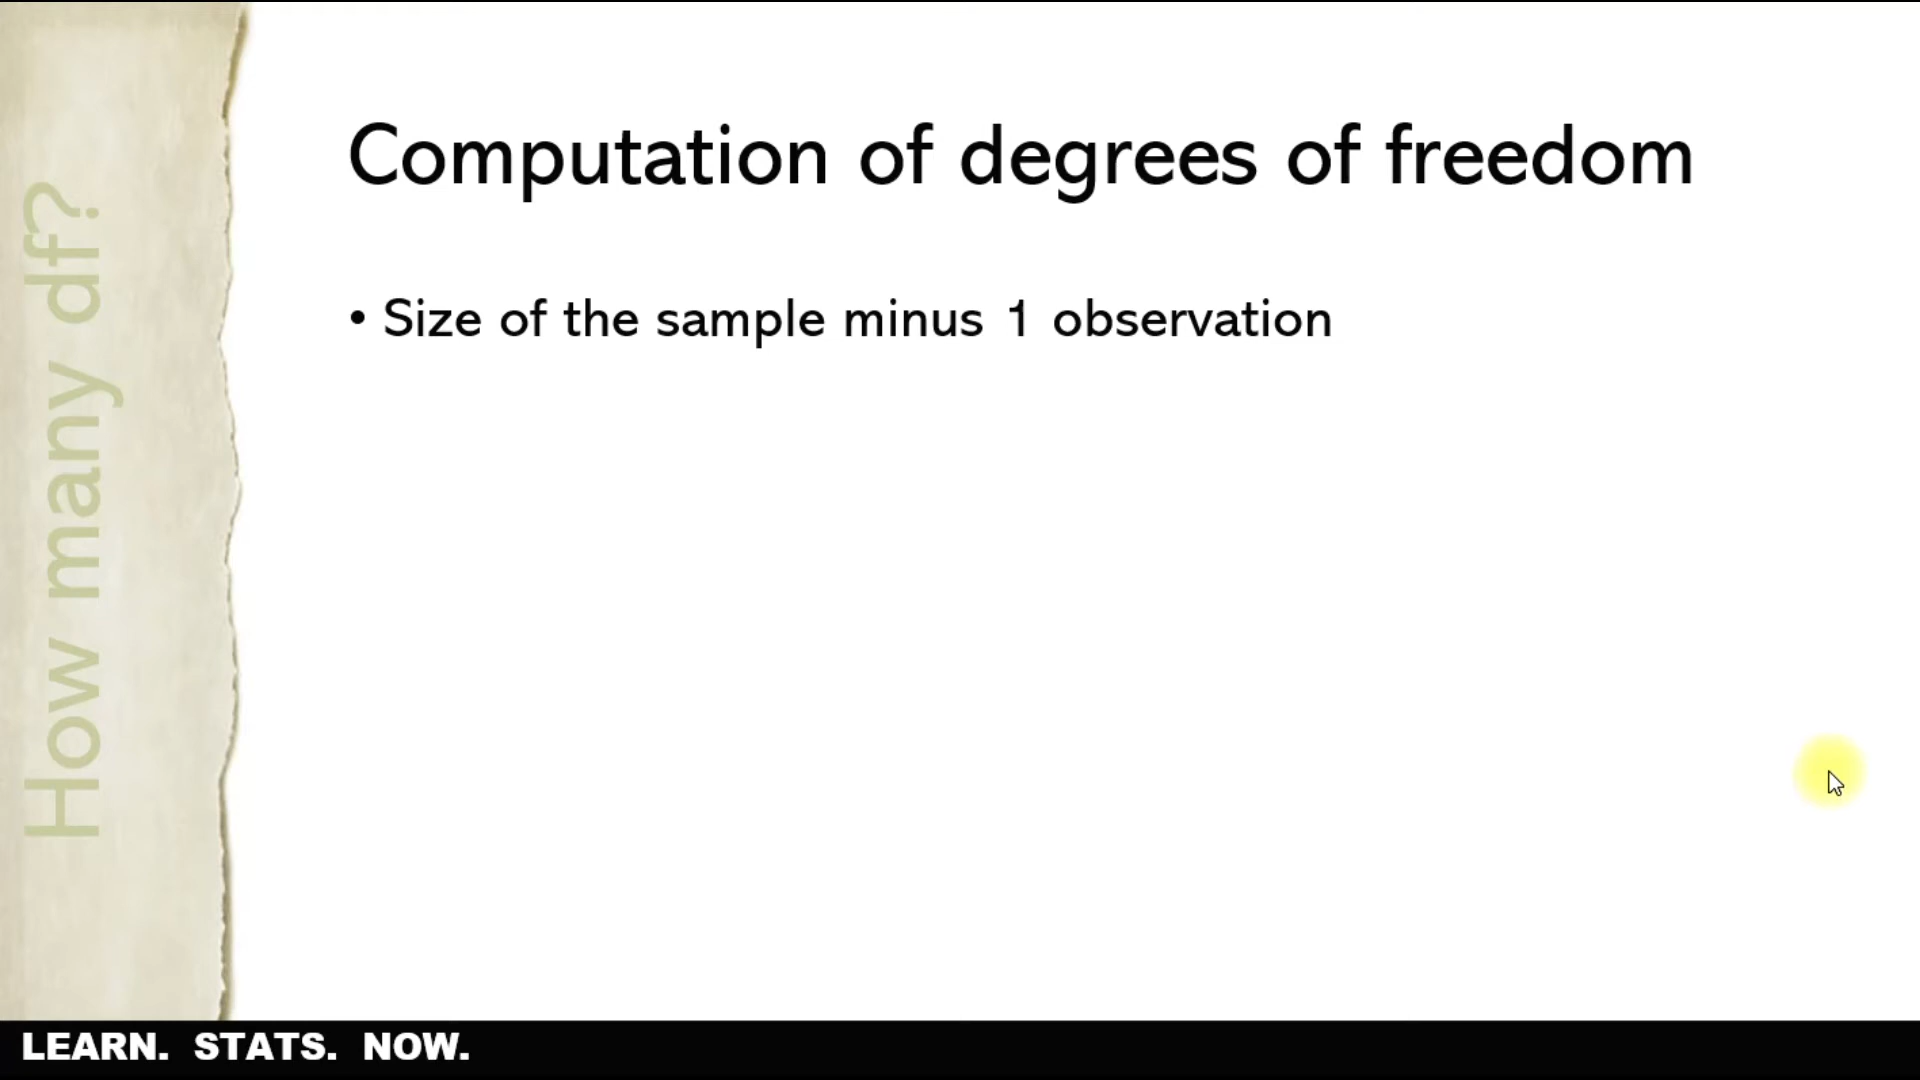 How many df?
Computation of degrees of freedom
• Size of the sample minus 1 observation
LEARN. STATS. NOW.